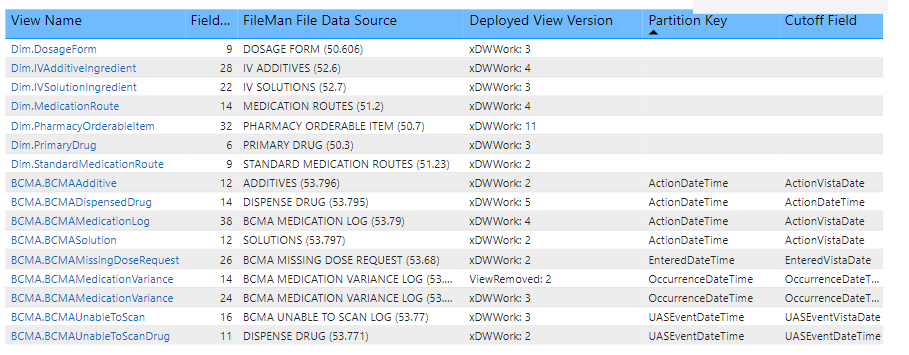 View Name Field... FileMan File Data Source Deployed View Version Partition Key Cutoff Field
Dim.DosageForm 9 DOSAGE FORM (50.606) xDWWork: 3
Dim.IVAdditiveIngredient 28 IV ADDITIVES (52.6) xDWWork: 4
Dim.IVSolutionIngredient 22 IV SOLUTIONS (52.7) xDWWork: 3
Dim.MedicationRoute 14 MEDICATION ROUTES (51.2) xDWWork: 4
Dim.PharmacyOrderableItem 32 PHARMACY ORDERABLE ITEM (50.7) xDWWork: 11
Dim.PrimaryDrug 6 PRIMARY DRUG (50.3) xDWWork: 3
Dim.StandardMedicationRoute 9 STANDARD MEDICATION ROUTES (51.23) xDWWork: 2
BCMA.BCMAAdditive 12 ADDITIVES (53.796) xDWWork: 2 ActionDateTime ActionVistaDate
BCMA.BCMADispensedDrug 14 DISPENSE DRUG (53.795) xDWWork: 5 ActionDateTime ActionDateTime
BCMA.BCMAMedicationLog 38 BCMA MEDICATION LOG (53.79) xDWWork: 4 ActionDateTime ActionVistaDate
BCMA.BCMASolution 12 SOLUTIONS (53.797) xDWWork: 2 ActionDateTime ActionVistaDate
BCMA.BCMAMissingDoseRequest 26 BCMA MISSING DOSE REQUEST (53.68) xDWWork: 2 EnteredDateTime EnteredVistaDate
BCMA.BCMAMedicationVariance 14 BCMA MEDICATION VARIANCE LOG (53.... ViewRemoved: 2 OccurrenceDateTime OccurrenceDateT...
BCMA.BCMAMedicationVariance 24 BCMA MEDICATION VARIANCE LOG (53.... xDWWork: 3 OccurrenceDateTime OccurrenceDateT...
BCMA.BCMAUnableToScan 16 BCMA UNABLE TO SCAN LOG (53.77) xDWWork: 3 UASEventDateTime UASEventVistaDate
BCMA.BCMAUnableToScanDrug 11 DISPENSE DRUG (53.771) xDWWork: 2 UASEventDateTime UASEventDateTime